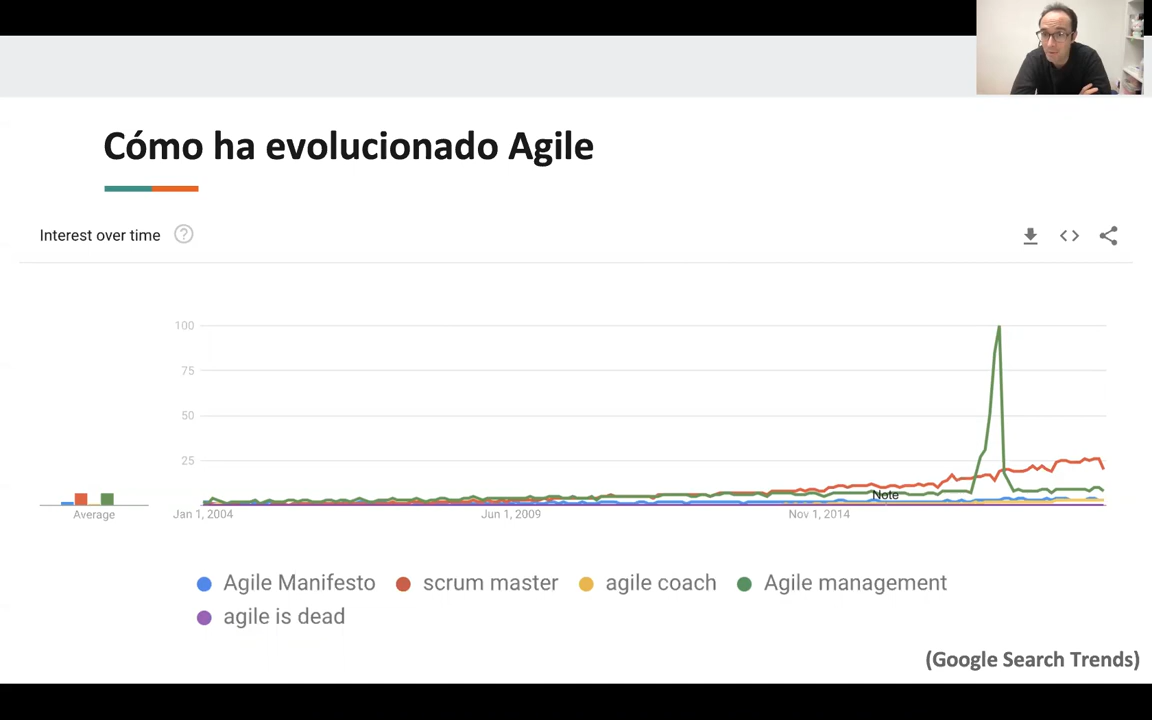 Cómo ha evolucionado Agile
Interest over time ?
100
75
50
25
Note
Average
Jan 1, 2004
Jun 1, 2009
Nov 1, 2014
Agile Manifesto scrum master agile coach Agile management
agile is dead
(Google Search Trends)